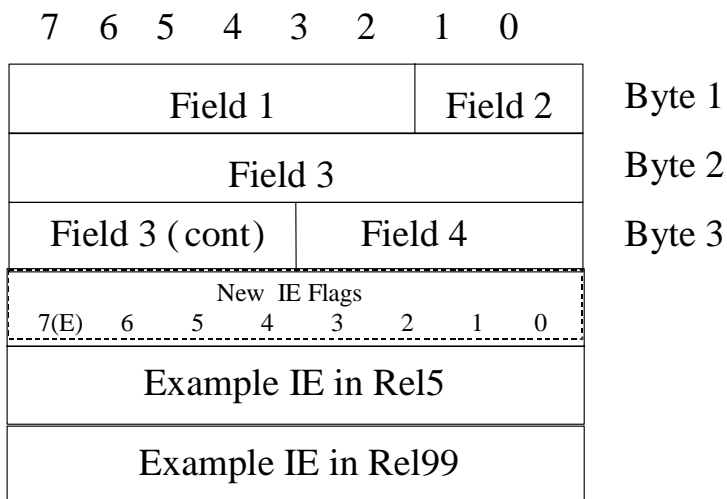 7 6 5 4 3 2 1 0
Field 1 Field 2 Byte 1
Field 3 Byte 2
Field 3 (cont) Field 4 Byte 3
New IE Flags
7(E) 6 5 4 3 2 1 0
Example IE in Rel5
Example IE in Rel99